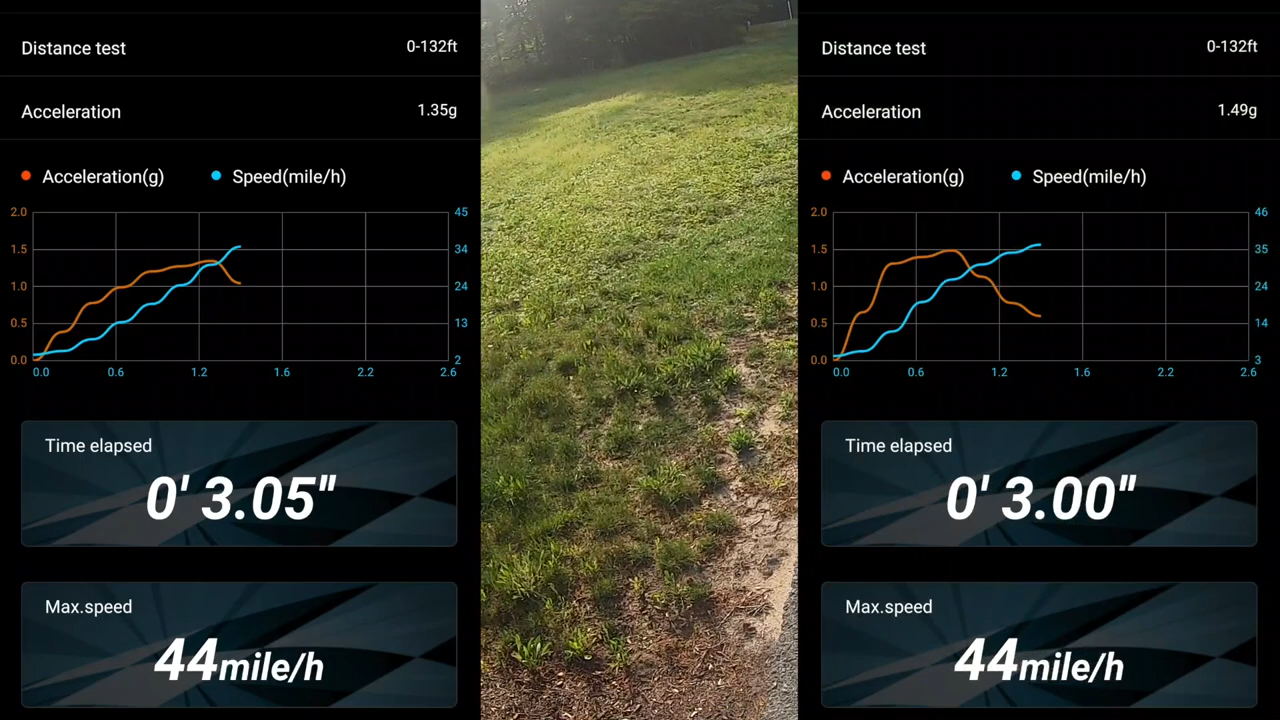 Distance test 0-132ft
Acceleration 1.35g
Acceleration(g) Speed(mile/h)
2.0 45
1.5 34
1.0 24
0.5 13
0.0 2
0.0 0.6 1.2 1.6 2.2 2.6
Time elapsed
0' 3.05"
Max.speed
44mile/h
Distance test 0-132ft
Acceleration 1.49g
Acceleration(g) Speed(mile/h)
2.0 46
1.5 35
1.0 24
0.5 14
0.0 3
0.0 0.6 1.2 1.6 2.2 2.6
Time elapsed
0' 3.00"
Max.speed
44mile/h